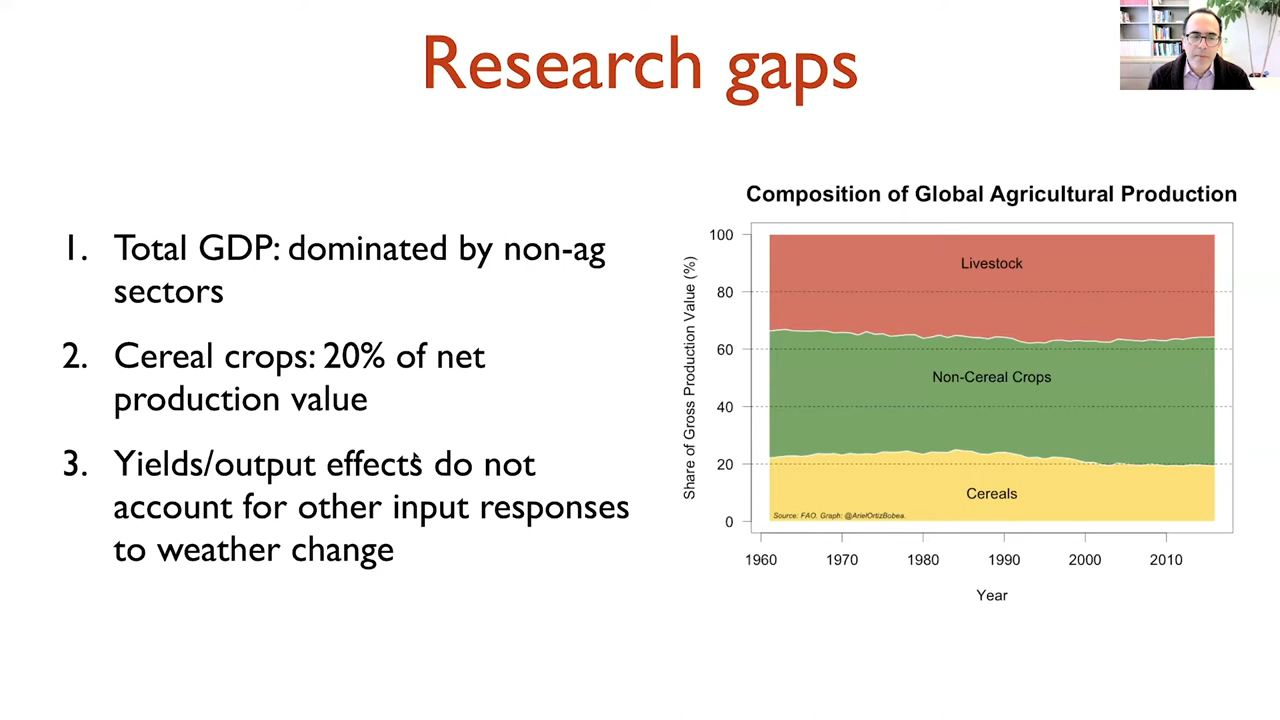 Research gaps
1. Total GDP: dominated by non-ag
sectors
2. Cereal crops: 20% of net
production value
3. Yields/output effects do not
account for other input responses
to weather change
Composition of Global Agricultural Production
Share of Gross Production Value (%)
100
80
60
40
20
0
Livestock
Non-Cereal Crops
Cereals
Source: FAO. Graph: @ArielOrtizBobea.
1960 1970 1980 1990 2000 2010
Year